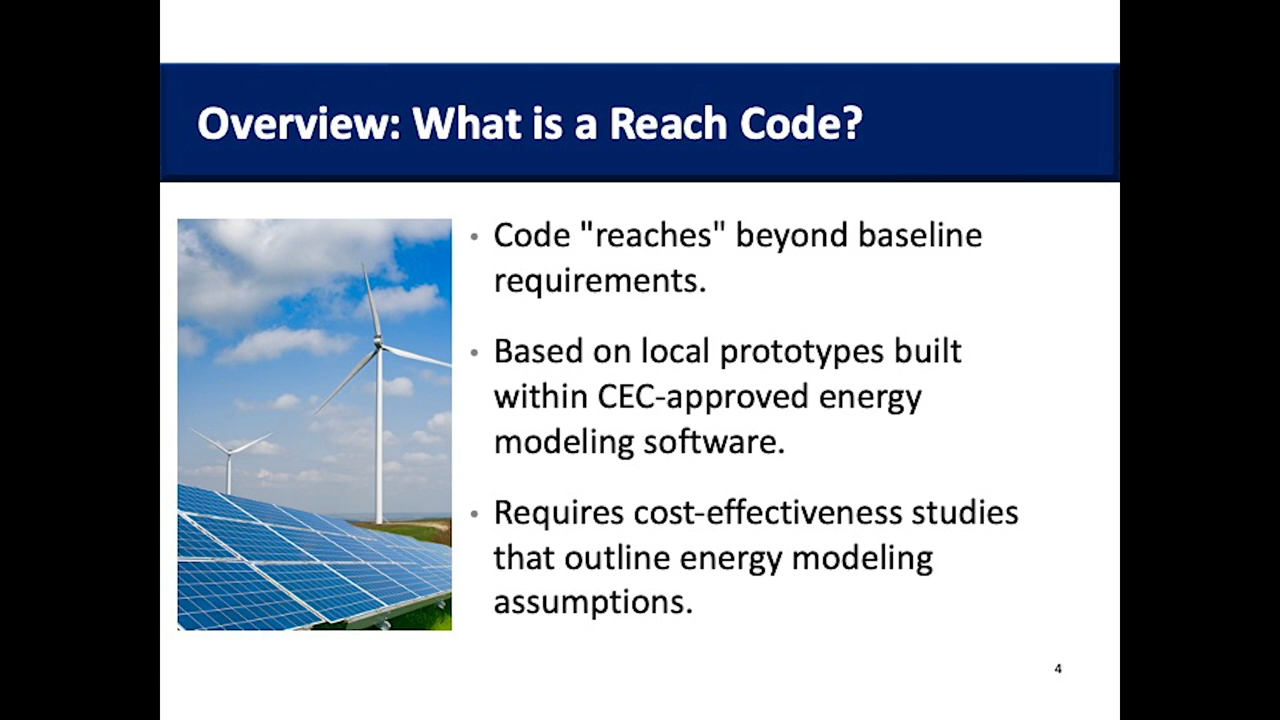 Overview: What is a Reach Code?
• Code "reaches" beyond baseline
requirements.
• Based on local prototypes built
within CEC-approved energy
modeling software.
• Requires cost-effectiveness studies
that outline energy modeling
assumptions.
4